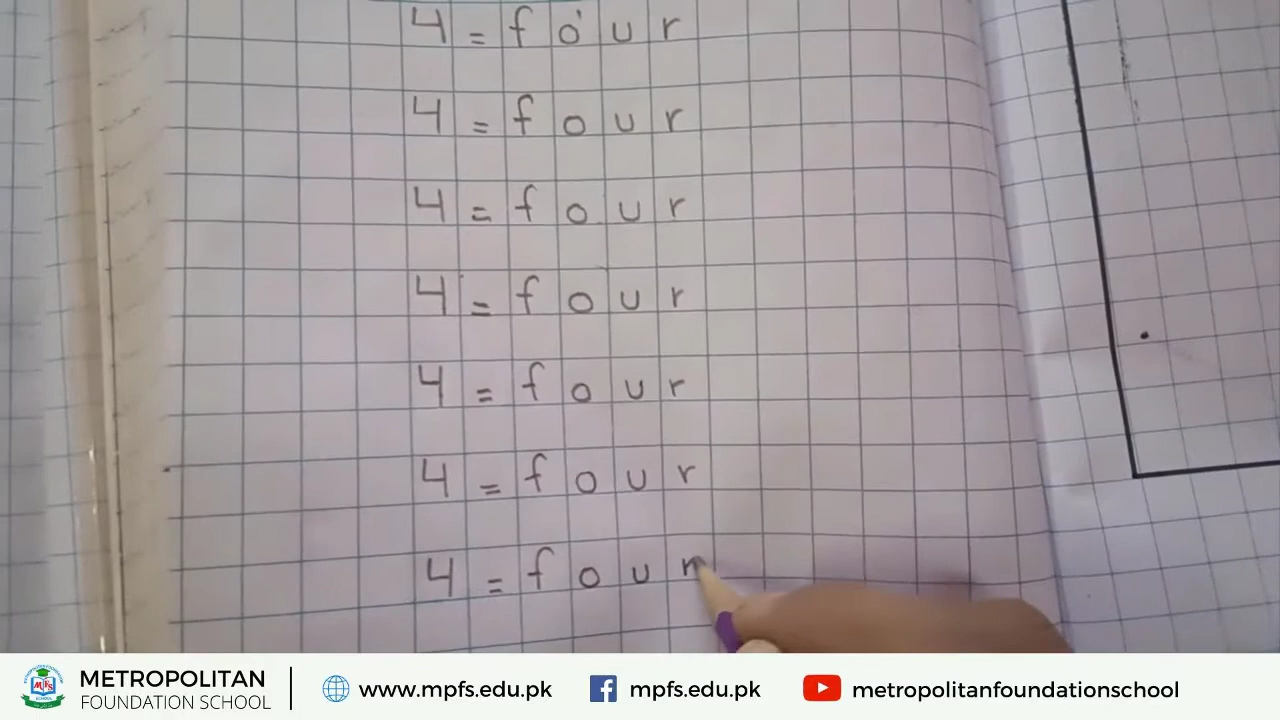 4 = four
4 = four
4 = four
4 = four
4 = four
4 = four
4 = four
METROPOLITAN
FOUNDATION SCHOOL
www.mpfs.edu.pk
mpfs.edu.pk
metropolitanfoundationschool